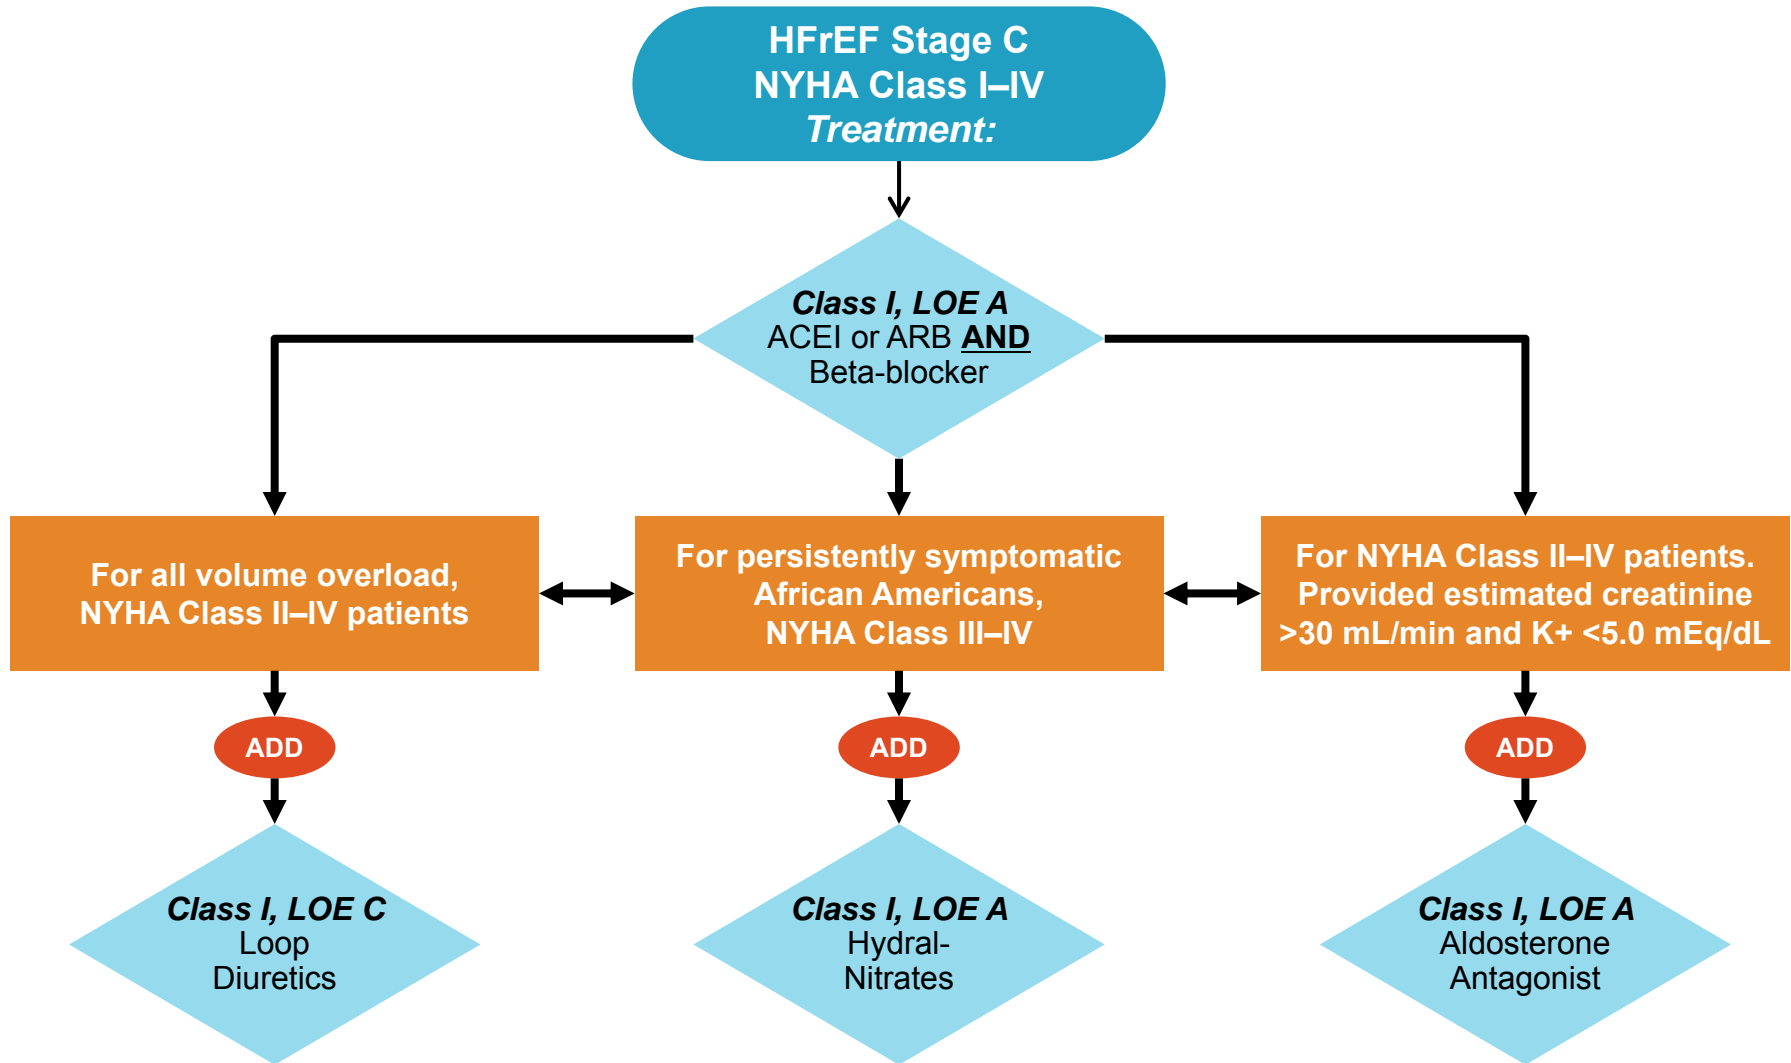 HFrEF Stage C
NYHA Class I–IV
Treatment:
Class I, LOE A
ACEI or ARB AND
Beta-blocker
For all volume overload,
NYHA Class II–IV patients
For persistently symptomatic
African Americans,
NYHA Class III–IV
For NYHA Class II–IV patients.
Provided estimated creatinine
>30 mL/min and K+ <5.0 mEq/dL
ADD
ADD
ADD
Class I, LOE C
Loop
Diuretics
Class I, LOE A
Hydral-
Nitrates
Class I, LOE A
Aldosterone
Antagonist